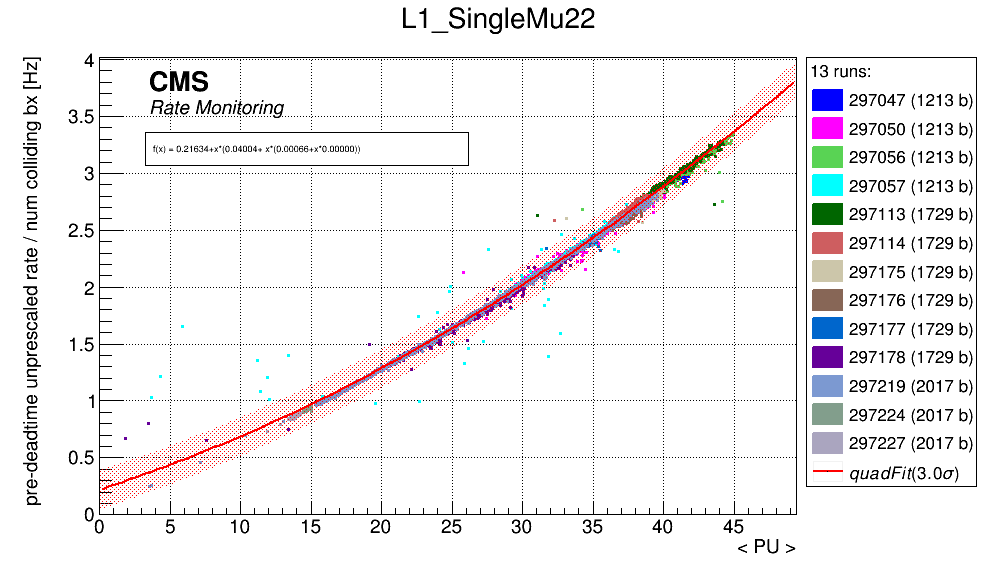 L1_SingleMu22
pre-deadtime unprescaled rate / num colliding bx [Hz]
4
3.5
3
2.5
2
1.5
1
0.5
0
CMS
Rate Monitoring
f(x) = 0.21634+x*(0.04004+ x*(0.00066+x*0.00000))
0 5 10 15 20 25 30 35 40 45
< PU >
13 runs:
297047 (1213 b)
297050 (1213 b)
297056 (1213 b)
297057 (1213 b)
297113 (1729 b)
297114 (1729 b)
297175 (1729 b)
297176 (1729 b)
297177 (1729 b)
297178 (1729 b)
297219 (2017 b)
297224 (2017 b)
297227 (2017 b)
quadFit(3.0σ)